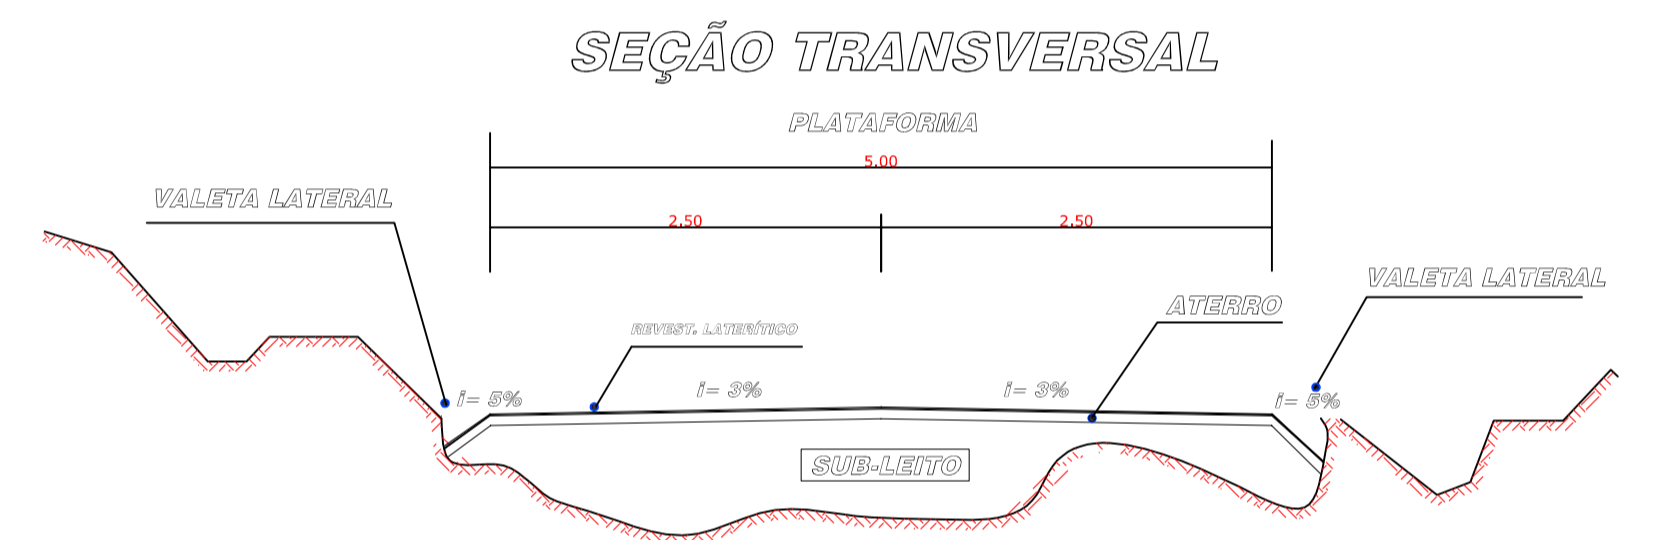 SEÇÃO TRANSVERSAL
PLATAFORMA
5.00
VALETA LATERAL
2.50
2.50
VALETA LATERAL
ATERRO
REVEST. LATERÍTICO
i= 5%
i= 3%
i= 3%
i= 5%
SUB-LEITO